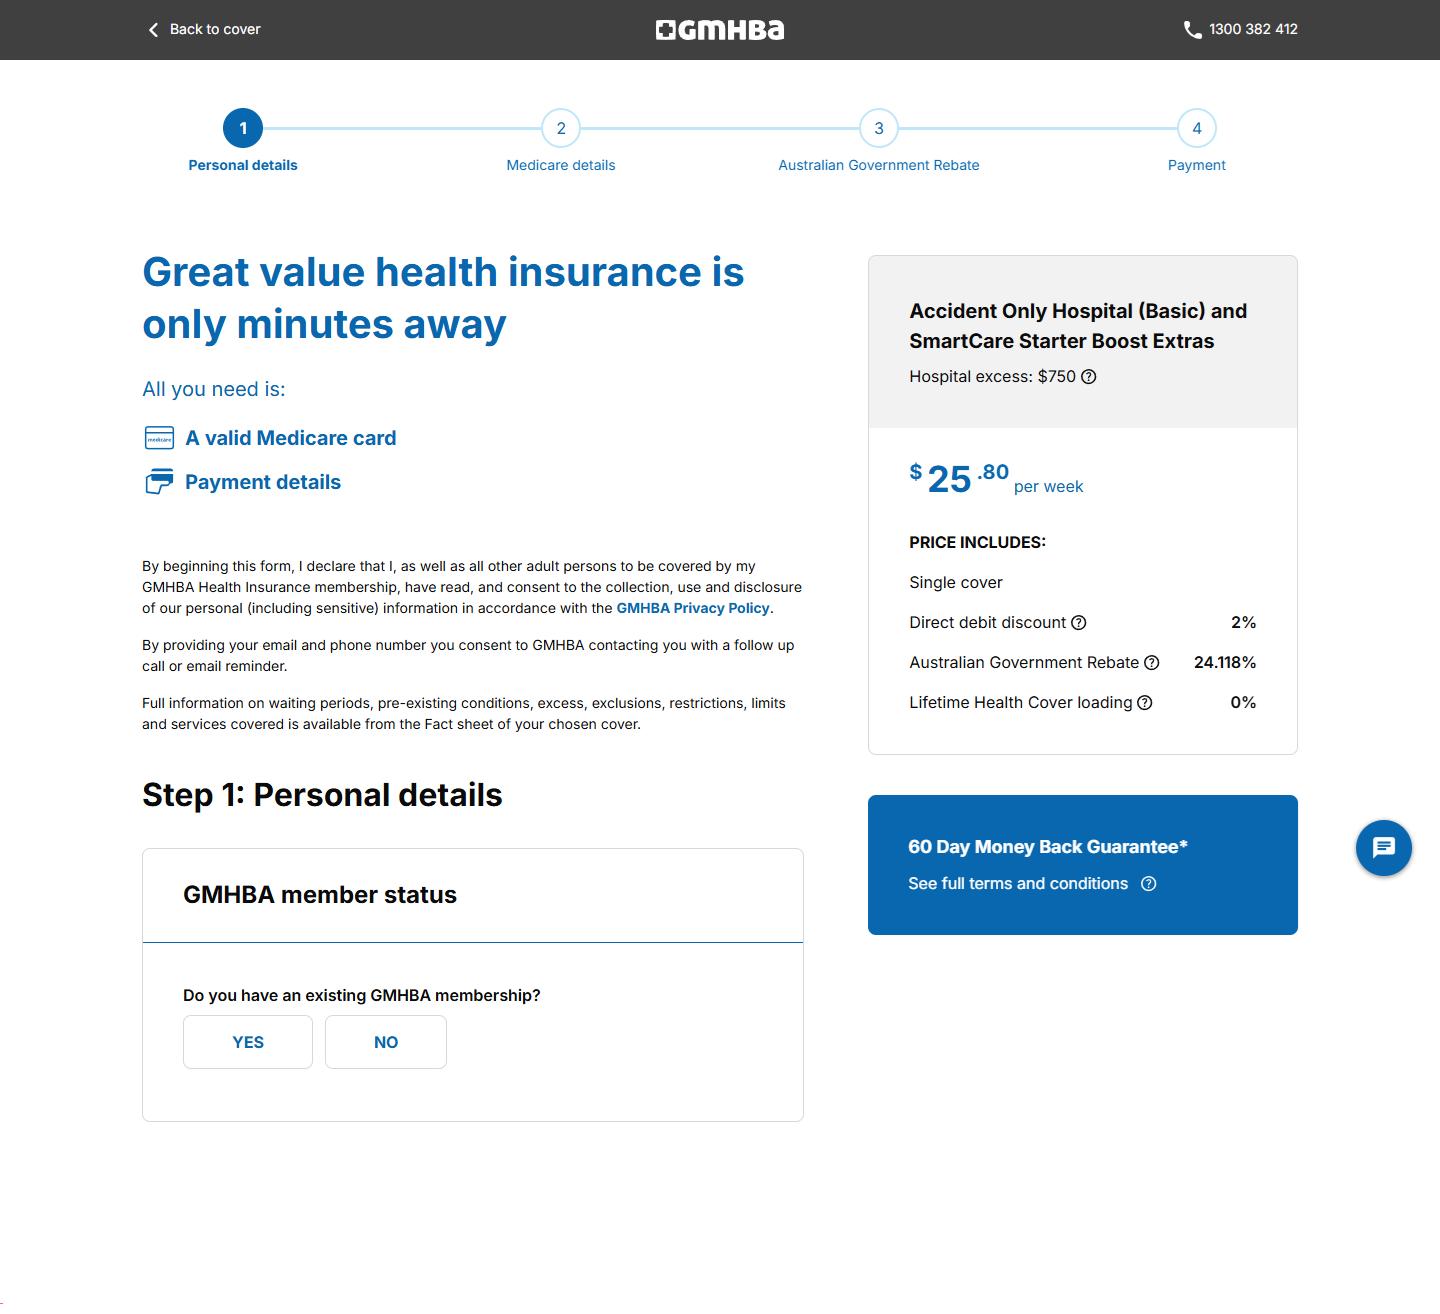 Back to cover
GMHBa
1300 382 412
1
2
3
4
Personal details
Medicare details
Australian Government Rebate
Payment
Great value health insurance is
only minutes away
All you need is:
medicare
A valid Medicare card
Payment details
By beginning this form, I declare that I, as well as all other adult persons to be covered by my
GMHBA Health Insurance membership, have read, and consent to the collection, use and disclosure
of our personal (including sensitive) information in accordance with the GMHBA Privacy Policy.
By providing your email and phone number you consent to GMHBA contacting you with a follow up
call or email reminder.
Full information on waiting periods, pre-existing conditions, excess, exclusions, restrictions, limits
and services covered is available from the Fact sheet of your chosen cover.
Step 1: Personal details
GMHBA member status
Do you have an existing GMHBA membership?
YES
NO
Accident Only Hospital (Basic) and
SmartCare Starter Boost Extras
Hospital excess: $750 ?
$ 25 .80 per week
PRICE INCLUDES:
Single cover
Direct debit discount ? 2%
Australian Government Rebate ? 24.118%
Lifetime Health Cover loading ? 0%
60 Day Money Back Guarantee*
See full terms and conditions ?